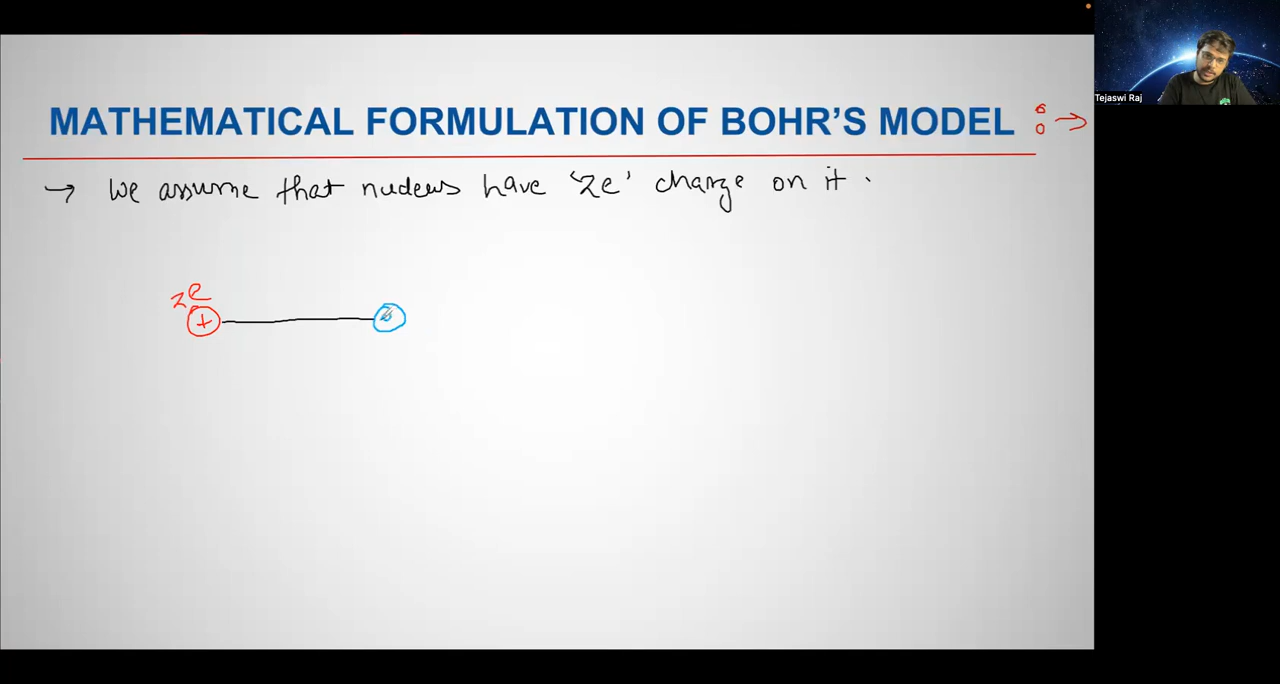 Tejaswi Raj
MATHEMATICAL FORMULATION OF BOHR'S MODEL
→ We assume that nucleus have 'Ze' charge on it.
ze
+